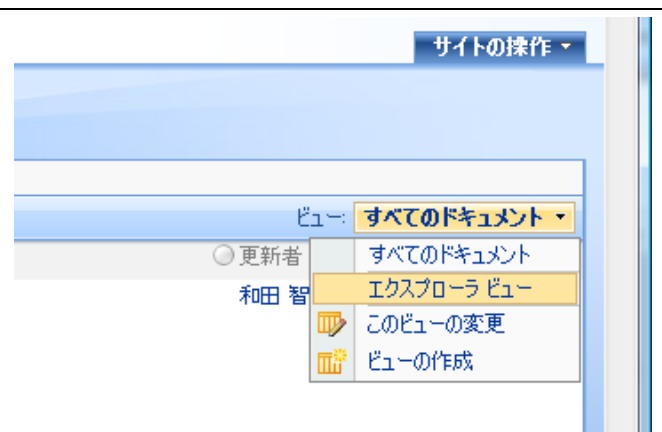 サイトの操作
ビュー: すべてのドキュメント
更新者
すべてのドキュメント
和田 智
エクスプローラ ビュー
このビューの変更
ビューの作成